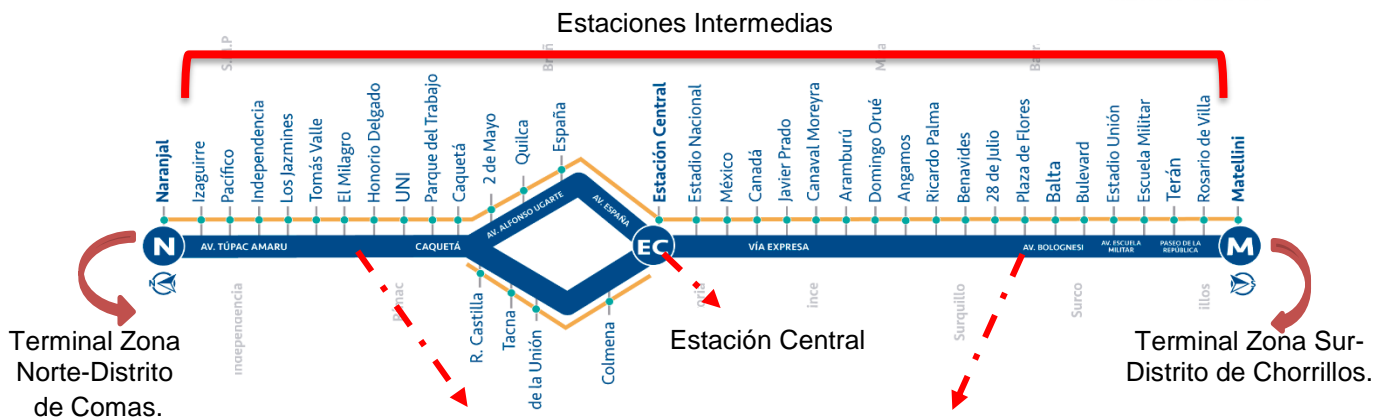 Estaciones Intermedias
S.M.P
Naranjal
Izaguirre
Pacífico
Independencia
Los Jazmines
Tomás Valle
El Milagro
Honorio Delgado
UNI
Parque del Trabajo
Caquetá
2 de Mayo
Quilca
España
Estación Central
Estadio Nacional
México
Canadá
Javier Prado
Canaval Moreyra
Aramburú
Domingo Orué
Angamos
Ricardo Palma
Benavides
28 de Julio
Plaza de Flores
Balta
Bulevard
Estadio Unión
Escuela Militar
Terán
Rosario de Villa
Matellini
N
AV. TÚPAC AMARU
CAQUETÁ
AV. ALFONSO UGARTE
AV. ESPAÑA
EC
VÍA EXPRESA
AV. BOLOGNESI
AV. ESCUELA
MILITAR
PASEO DE LA
REPÚBLICA
M
R. Castilla
Tacna
de la Unión
Colmena
Independencia
Surquillo
Surco
Terminal Zona
Norte-Distrito
de Comas.
Estación Central
Terminal Zona Sur-
Distrito de Chorrillos.